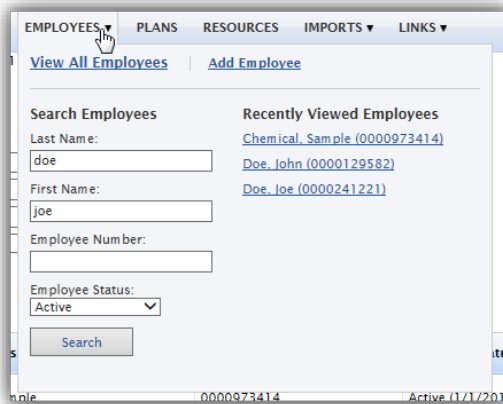 EMPLOYEES ▾ PLANS RESOURCES IMPORTS ▾ LINKS ▾
View All Employees | Add Employee
Search Employees
Last Name:
doe
First Name:
joe
Employee Number:
Employee Status:
Active
Search
Recently Viewed Employees
Chemical, Sample (0000973414)
Doe, John (0000129582)
Doe, Joe (0000241221)
0000973414 Active (1/1/201